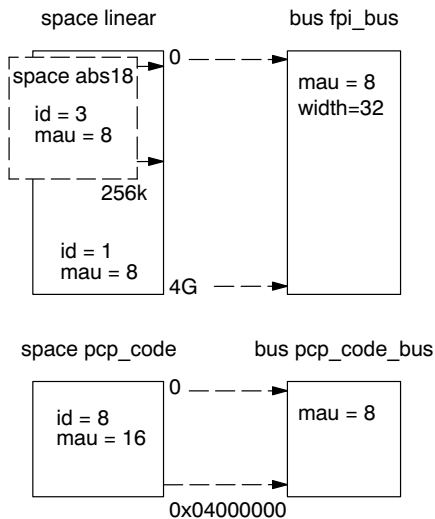 space linear
bus fpi_bus
0
space abs18
id = 3
mau = 8
mau = 8
width=32
256k
id = 1
mau = 8
4G
space pcp_code
bus pcp_code_bus
0
id = 8
mau = 16
mau = 8
0x04000000